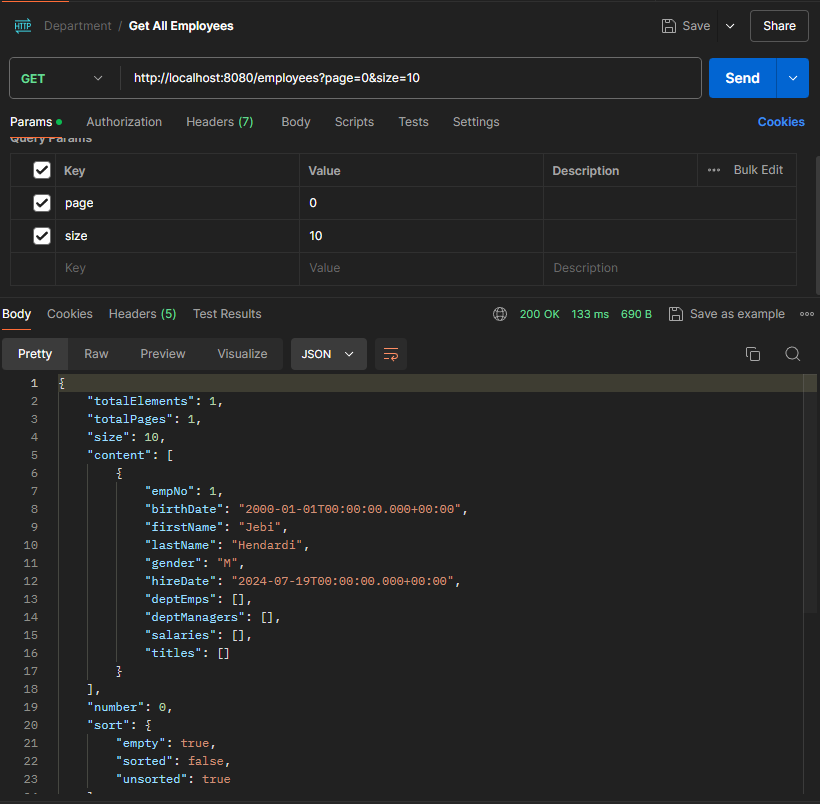 HTTP Department / Get All Employees Save Share
GET http://localhost:8080/employees?page=0&size=10 Send
Params Authorization Headers (7) Body Scripts Tests Settings Cookies
Query Params
Key Value Description ••• Bulk Edit
page 0
size 10
Key Value Description
Body Cookies Headers (5) Test Results 200 OK 133 ms 690 B Save as example
Pretty Raw Preview Visualize JSON
1 {
2 "totalElements": 1,
3 "totalPages": 1,
4 "size": 10,
5 "content": [
6 {
7 "empNo": 1,
8 "birthDate": "2000-01-01T00:00:00.000+00:00",
9 "firstName": "Jebi",
10 "lastName": "Hendardi",
11 "gender": "M",
12 "hireDate": "2024-07-19T00:00:00.000+00:00",
13 "deptEmps": [],
14 "deptManagers": [],
15 "salaries": [],
16 "titles": []
17 }
18 ],
19 "number": 0,
20 "sort": {
21 "empty": true,
22 "sorted": false,
23 "unsorted": true